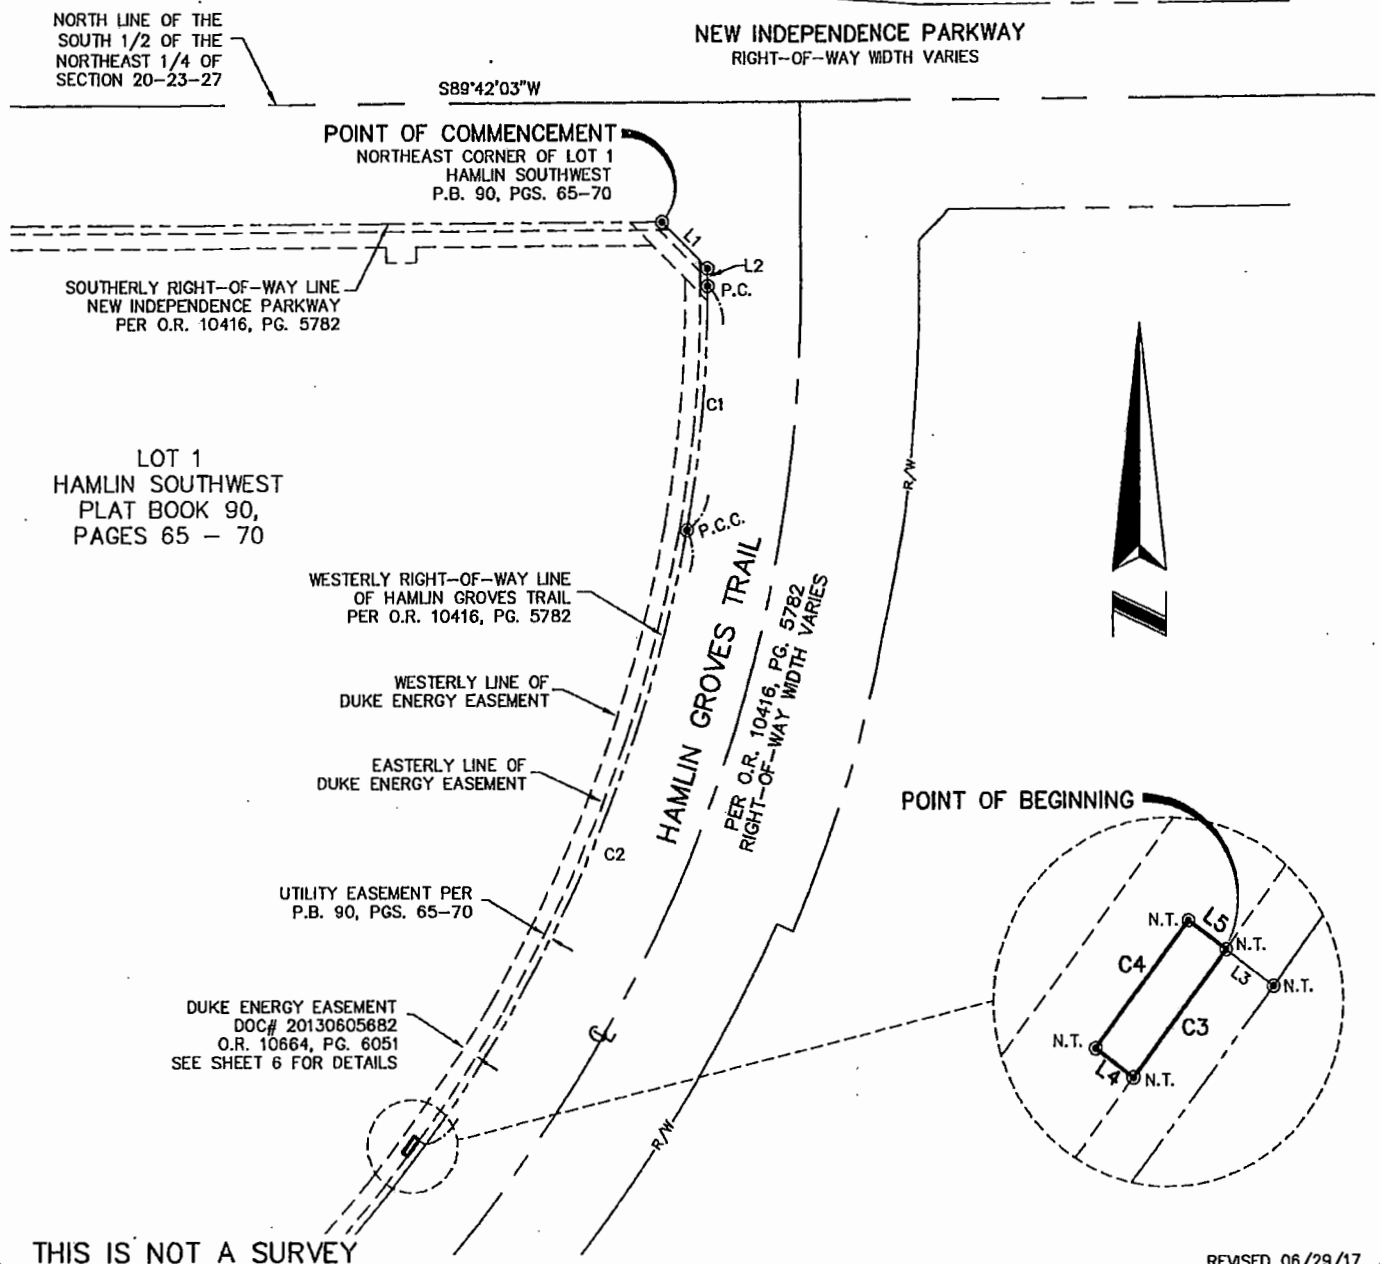 NORTH LINE OF THE
SOUTH 1/2 OF THE
NORTHEAST 1/4 OF
SECTION 20-23-27
NEW INDEPENDENCE PARKWAY
RIGHT-OF-WAY WIDTH VARIES
S89°42'03"W
POINT OF COMMENCEMENT
NORTHEAST CORNER OF LOT 1
HAMLIN SOUTHWEST
P.B. 90, PGS. 65-70
L1
L2
P.C.
SOUTHERLY RIGHT-OF-WAY LINE
NEW INDEPENDENCE PARKWAY
PER O.R. 10416, PG. 5782
C1
LOT 1
HAMLIN SOUTHWEST
PLAT BOOK 90,
PAGES 65 - 70
R/W
P.C.C.
WESTERLY RIGHT-OF-WAY LINE
OF HAMLIN GROVES TRAIL
PER O.R. 10416, PG. 5782
HAMLIN GROVES TRAIL
PER O.R. 10416, PG. 5782
RIGHT-OF-WAY WIDTH VARIES
N
WESTERLY LINE OF
DUKE ENERGY EASEMENT
EASTERLY LINE OF
DUKE ENERGY EASEMENT
C2
UTILITY EASEMENT PER
P.B. 90, PGS. 65-70
POINT OF BEGINNING
N.T.
L5
N.T.
L3
N.T.
C4
C3
N.T.
L4
N.T.
DUKE ENERGY EASEMENT
DOC# 20130605682
O.R. 10664, PG. 6051
SEE SHEET 6 FOR DETAILS
℄
R/W
THIS IS NOT A SURVEY
REVISED 06/29/17